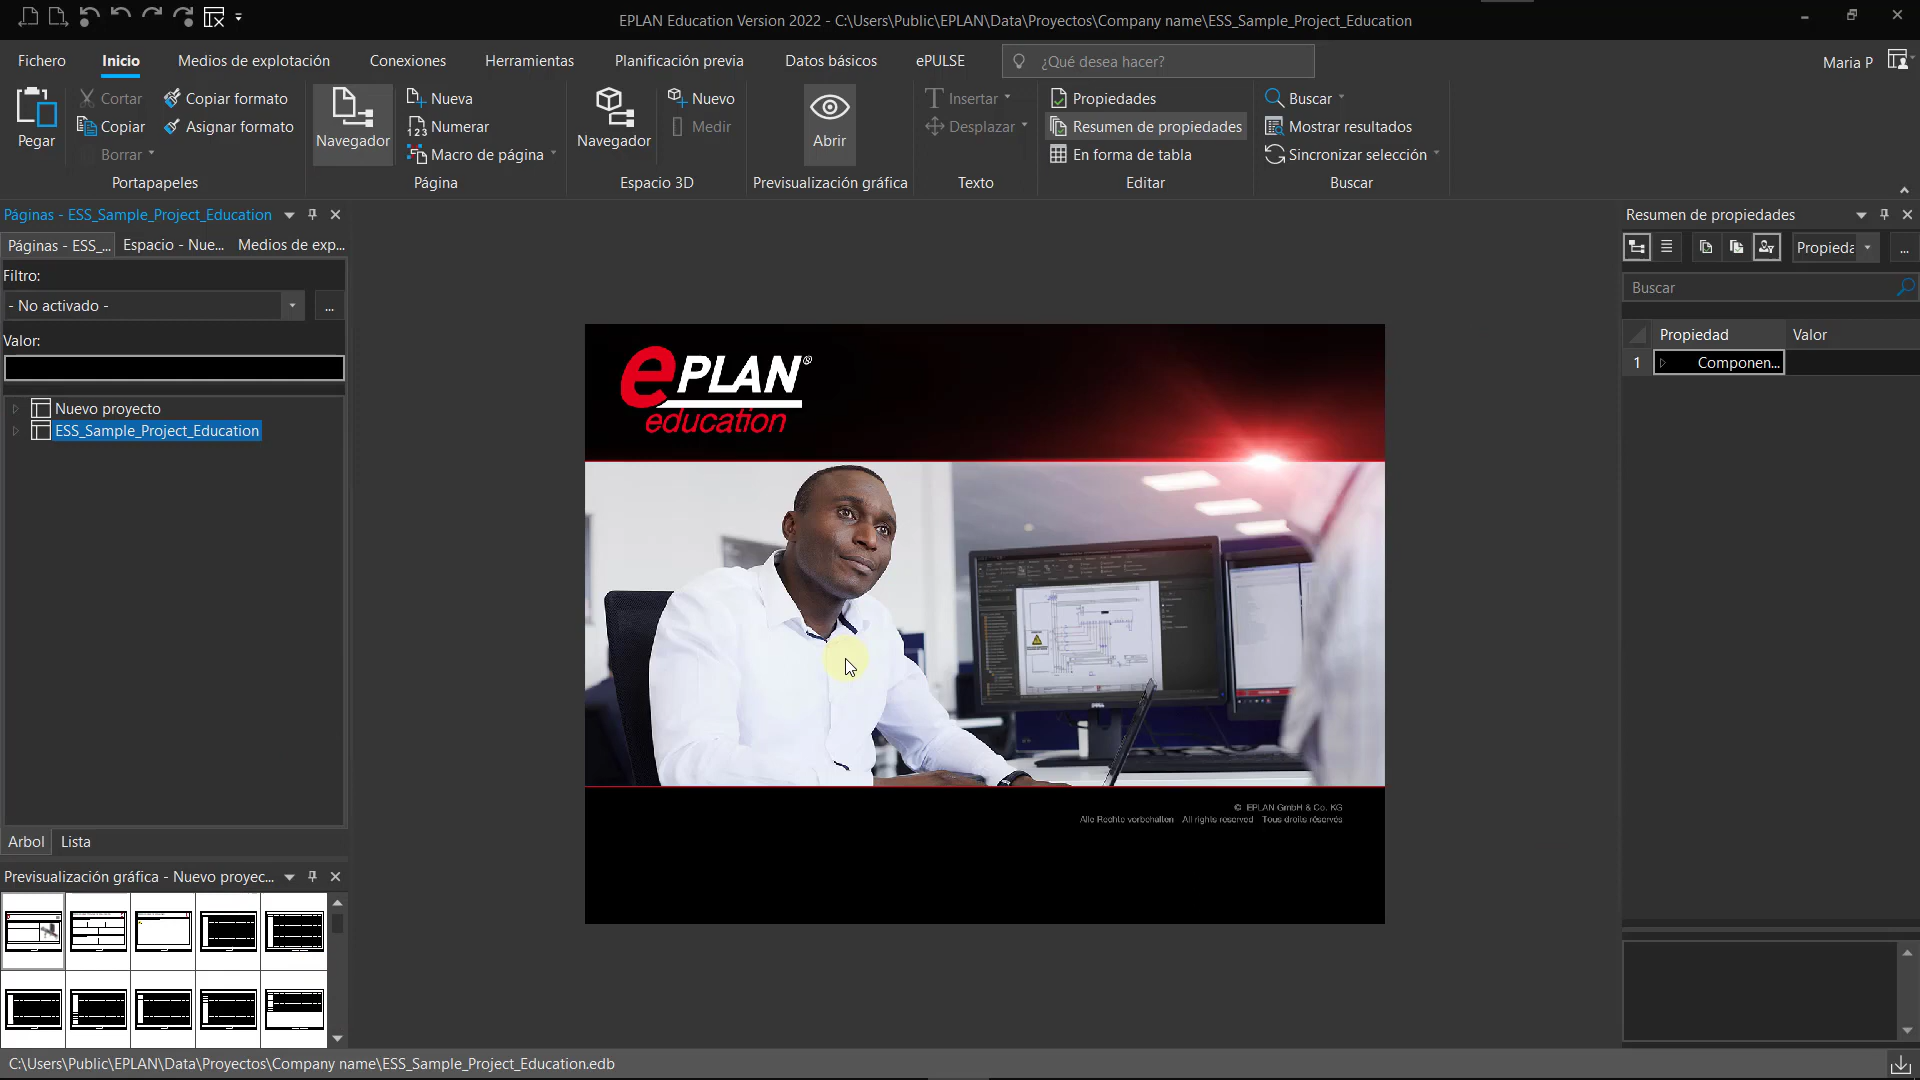 EPLAN Education Version 2022 - C:\Users\Public\EPLAN\Data\Proyectos\Company name\ESS_Sample_Project_Education
Fichero Inicio Medios de explotación Conexiones Herramientas Planificación previa Datos básicos ePULSE ¿Qué desea hacer? Maria P
Pegar
Cortar
Copiar
Borrar
Copiar formato
Asignar formato
Portapapeles
Navegador
Nueva
Numerar
Macro de página
Página
Navegador
Nuevo
Medir
Espacio 3D
Abrir
Previsualización gráfica
Insertar
Desplazar
Texto
Propiedades
Resumen de propiedades
En forma de tabla
Editar
Buscar
Mostrar resultados
Sincronizar selección
Buscar
Páginas - ESS_Sample_Project_Education
Páginas - ESS_... Espacio - Nue... Medios de exp...
Filtro:
- No activado - ...
Valor:
Nuevo proyecto
ESS_Sample_Project_Education
Arbol Lista
Previsualización gráfica - Nuevo proyec...
ePLAN®
education
© EPLAN GmbH & Co. KG
Alle Rechte vorbehalten All rights reserved Tous droits réservés
Resumen de propiedades
Propieda ...
Buscar
Propiedad Valor
1 Componen...
C:\Users\Public\EPLAN\Data\Proyectos\Company name\ESS_Sample_Project_Education.edb